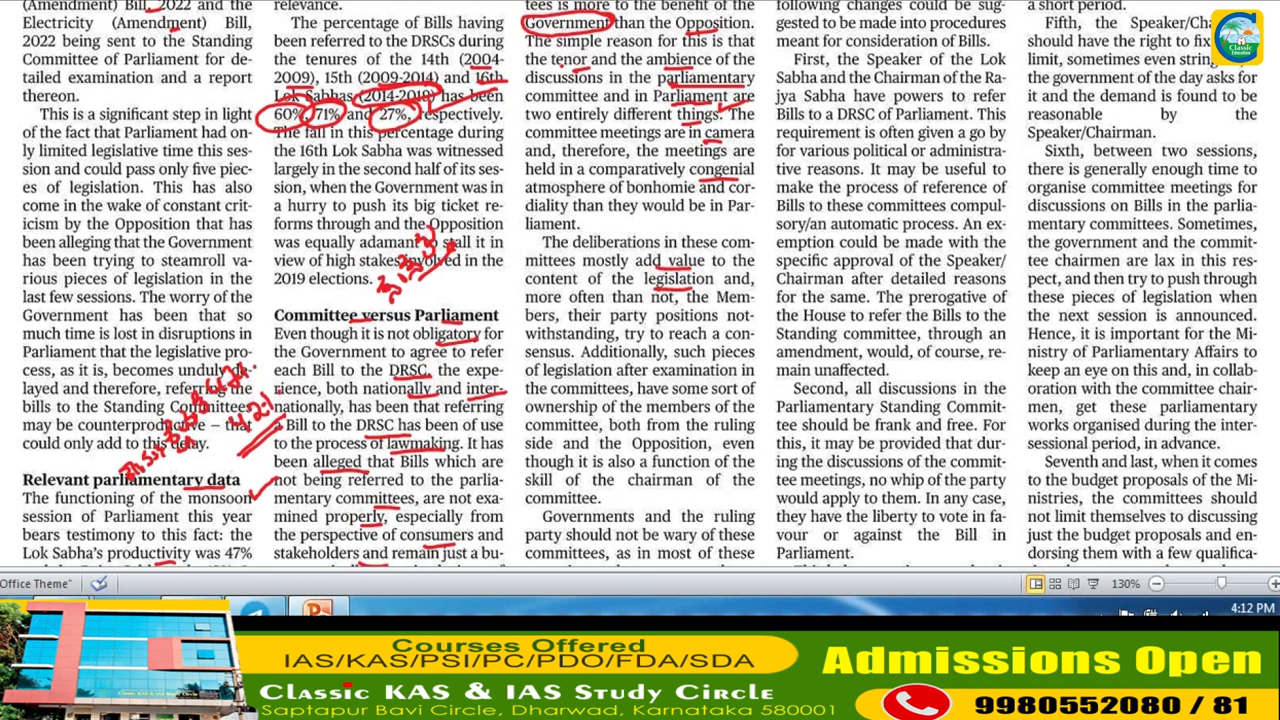 (Amendment) Bill, 2022 and the
Electricity (Amendment) Bill,
2022 being sent to the Standing
Committee of Parliament for de-
tailed examination and a report
thereon.
This is a significant step in light
of the fact that Parliament had on-
ly limited legislative time this ses-
sion and could pass only five piec-
es of legislation. This has also
come in the wake of constant crit-
icism by the Opposition that has
been alleging that the Government
has been trying to steamroll va-
rious pieces of legislation in the
last few sessions. The worry of the
Government has been that so
much time is lost in disruptions in
Parliament that the legislative pro-
cess, as it is, becomes unduly de-
layed and therefore, referring the
bills to the Standing Committees
may be counterproductive – that
could only add to this delay.
Relevant parliamentary data
The functioning of the monsoon
session of Parliament this year
bears testimony to this fact: the
Lok Sabha's productivity was 47%
relevance.
The percentage of Bills having
been referred to the DRSCs during
the tenures of the 14th (2004-
2009), 15th (2009-2014) and 16th
Lok Sabhas (2014-2019) has been
60%, 71% and 27%, respectively.
The fall in this percentage during
the 16th Lok Sabha was witnessed
largely in the second half of its ses-
sion, when the Government was in
a hurry to push its big ticket re-
forms through and the Opposition
was equally adamant to stall it in
view of high stakes involved in the
2019 elections.
Committee versus Parliament
Even though it is not obligatory for
the Government to agree to refer
each Bill to the DRSC, the expe-
rience, both nationally and inter-
nationally, has been that referring
a Bill to the DRSC has been of use
to the process of lawmaking. It has
been alleged that Bills which are
not being referred to the parlia-
mentary committees, are not exa-
mined properly, especially from
the perspective of consumers and
stakeholders and remain just a bu-
tees is more to the benefit of the
Government than the Opposition.
The simple reason for this is that
the tenor and the ambience of the
discussions in the parliamentary
committee and in Parliament are
two entirely different things. The
committee meetings are in camera
and, therefore, the meetings are
held in a comparatively congenial
atmosphere of bonhomie and cor-
diality than they would be in Par-
liament.
The deliberations in these com-
mittees mostly add value to the
content of the legislation and,
more often than not, the Mem-
bers, their party positions not-
withstanding, try to reach a con-
sensus. Additionally, such pieces
of legislation after examination in
the committees, have some sort of
ownership of the members of the
committee, both from the ruling
side and the Opposition, even
though it is also a function of the
skill of the chairman of the
committee.
Governments and the ruling
party should not be wary of these
committees, as in most of these
following changes could be sug-
gested to be made into procedures
meant for consideration of Bills.
First, the Speaker of the Lok
Sabha and the Chairman of the Ra-
jya Sabha have powers to refer
Bills to a DRSC of Parliament. This
requirement is often given a go by
for various political or administra-
tive reasons. It may be useful to
make the process of reference of
Bills to these committees compul-
sory/an automatic process. An ex-
emption could be made with the
specific approval of the Speaker/
Chairman after detailed reasons
for the same. The prerogative of
the House to refer the Bills to the
Standing committee, through an
amendment, would, of course, re-
main unaffected.
Second, all discussions in the
Parliamentary Standing Commit-
tee should be frank and free. For
this, it may be provided that dur-
ing the discussions of the commit-
tee meetings, no whip of the party
would apply to them. In any case,
they have the liberty to vote in fa-
vour or against the Bill in
Parliament.
a short period.
Fifth, the Speaker/Cha
should have the right to fix
limit, sometimes even string
the government of the day asks for
it and the demand is found to be
reasonable by the
Speaker/Chairman.
Sixth, between two sessions,
there is generally enough time to
organise committee meetings for
discussions on Bills in the parlia-
mentary committees. Sometimes,
the government and the commit-
tee chairmen are lax in this res-
pect, and then try to push through
these pieces of legislation when
the next session is announced.
Hence, it is important for the Mi-
nistry of Parliamentary Affairs to
keep an eye on this and, in collab-
oration with the committee chair-
men, get these parliamentary
works organised during the inter-
sessional period, in advance.
Seventh and last, when it comes
to the budget proposals of the Mi-
nistries, the committees should
not limit themselves to discussing
just the budget proposals and en-
dorsing them with a few qualifica-
Classic
Office Theme"
130%
4:12 PM
Courses Offered
IAS/KAS/PSI/PC/PDO/FDA/SDA
Classic KAS & IAS Study Circle
Saptapur Bavi Circle, Dharwad, Karnataka 580001
Admissions Open
9980552080 / 81